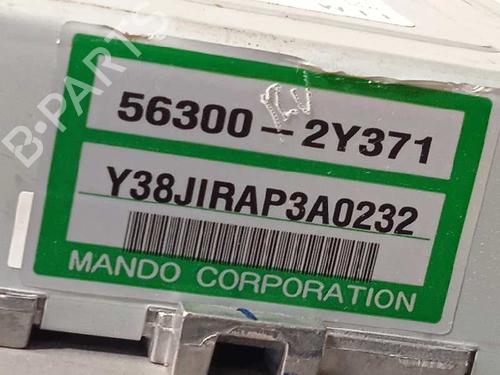 B-PARTS
56300-2Y371
Y38JIRAP3A0232
MANDO CORPORATION